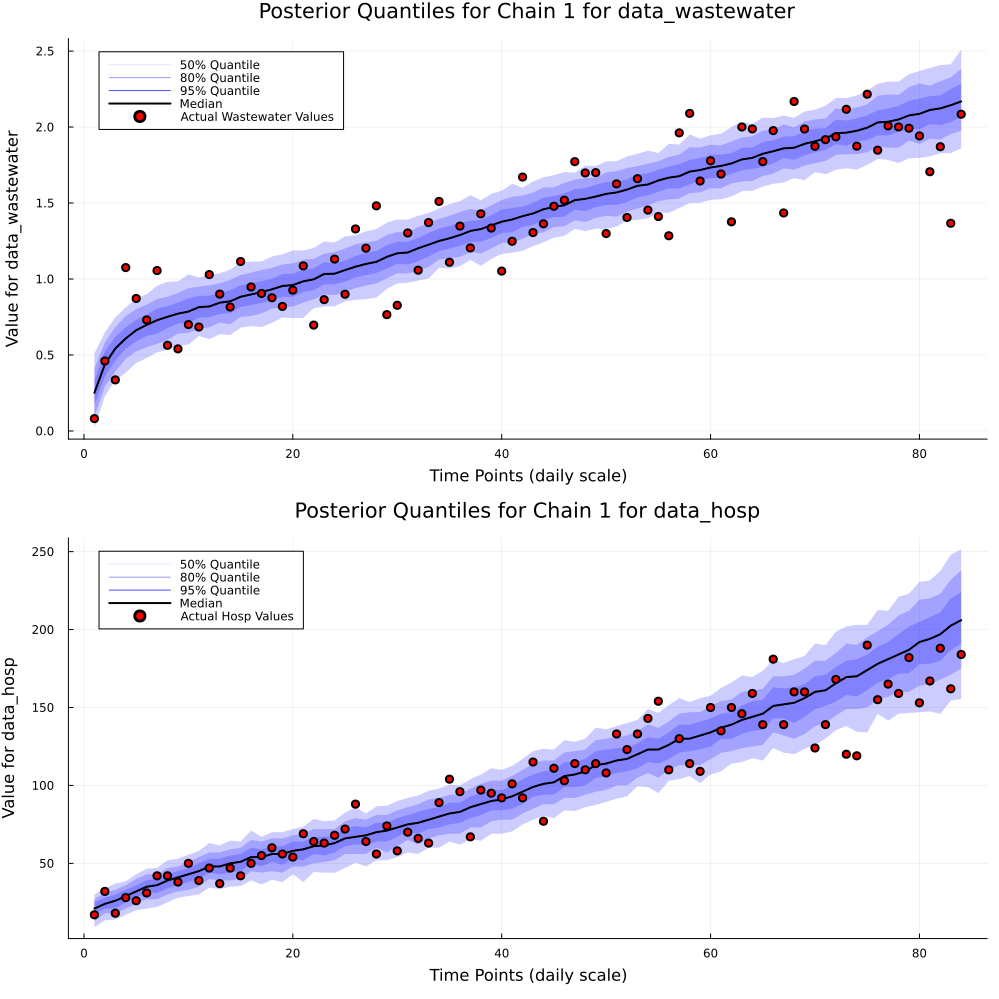 Posterior Quantiles for Chain 1 for data_wastewater
50% Quantile
80% Quantile
95% Quantile
Median
Actual Wastewater Values
Value for data_wastewater
2.5
2.0
1.5
1.0
0.5
0.0
0 20 40 60 80
Time Points (daily scale)
Posterior Quantiles for Chain 1 for data_hosp
50% Quantile
80% Quantile
95% Quantile
Median
Actual Hosp Values
Value for data_hosp
250
200
150
100
50
0 20 40 60 80
Time Points (daily scale)